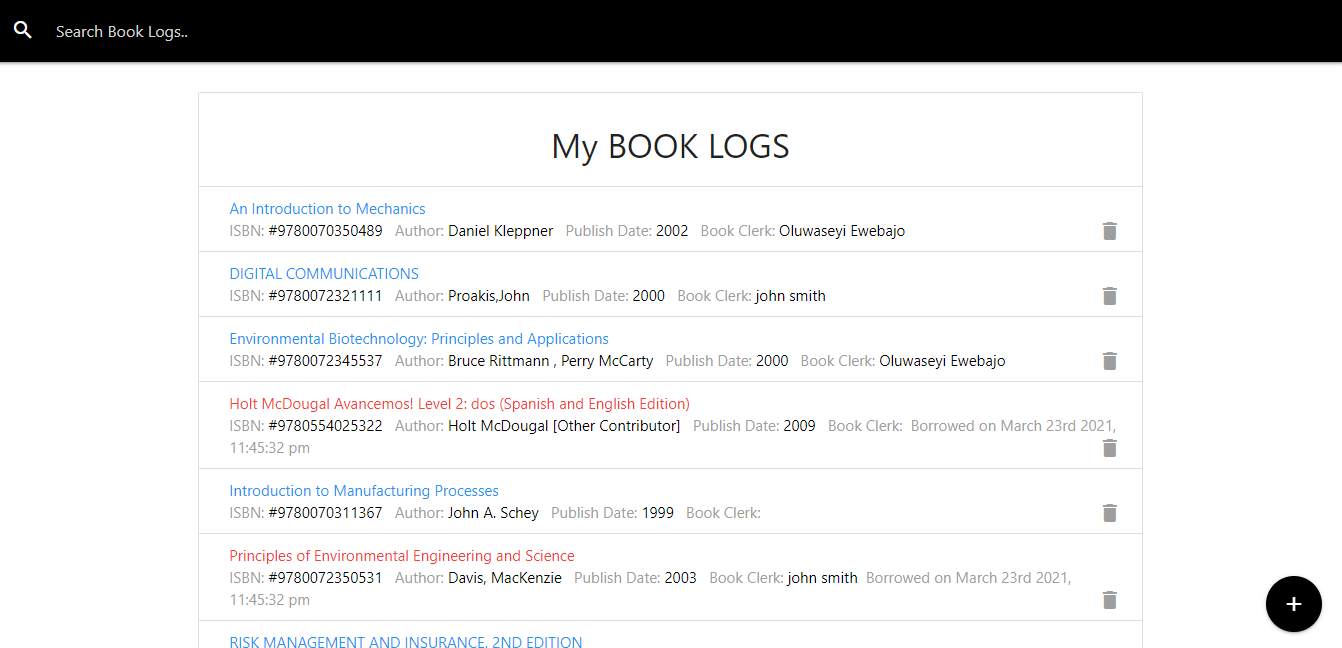 Search Book Logs..
My BOOK LOGS
An Introduction to Mechanics
ISBN: #9780070350489 Author: Daniel Kleppner Publish Date: 2002 Book Clerk: Oluwaseyi Ewebajo
DIGITAL COMMUNICATIONS
ISBN: #9780072321111 Author: Proakis,John Publish Date: 2000 Book Clerk: john smith
Environmental Biotechnology: Principles and Applications
ISBN: #9780072345537 Author: Bruce Rittmann , Perry McCarty Publish Date: 2000 Book Clerk: Oluwaseyi Ewebajo
Holt McDougal Avancemos! Level 2: dos (Spanish and English Edition)
ISBN: #9780554025322 Author: Holt McDougal [Other Contributor] Publish Date: 2009 Book Clerk: Borrowed on March 23rd 2021,
11:45:32 pm
Introduction to Manufacturing Processes
ISBN: #9780070311367 Author: John A. Schey Publish Date: 1999 Book Clerk:
Principles of Environmental Engineering and Science
ISBN: #9780072350531 Author: Davis, MacKenzie Publish Date: 2003 Book Clerk: john smith Borrowed on March 23rd 2021,
11:45:32 pm
RISK MANAGEMENT AND INSURANCE, 2ND EDITION